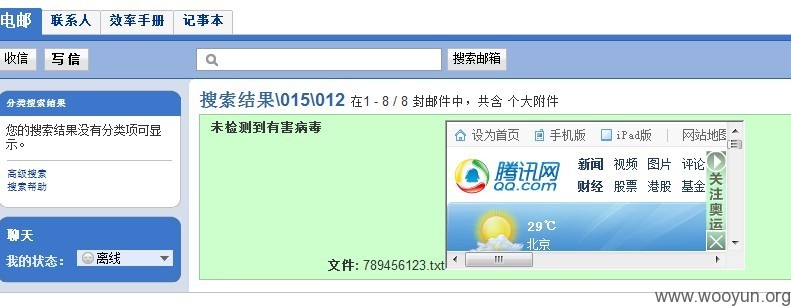 电邮 联系人 效率手册 记事本
收信 写信 搜索邮箱
分类搜索结果
您的搜索结果没有分类项可显
示。
高级搜索
搜索帮助
聊天
我的状态： 离线
搜索结果\015\012 在1 - 8 / 8 封邮件中，共含 个大附件
未检测到有害病毒
设为首页 手机版 iPad版 网站地图
腾讯网
QQ.com
新闻 视频 图片 评论
财经 股票 港股 基金
29℃
北京
关注奥运
文件: 789456123.txt
www.wooyun.org